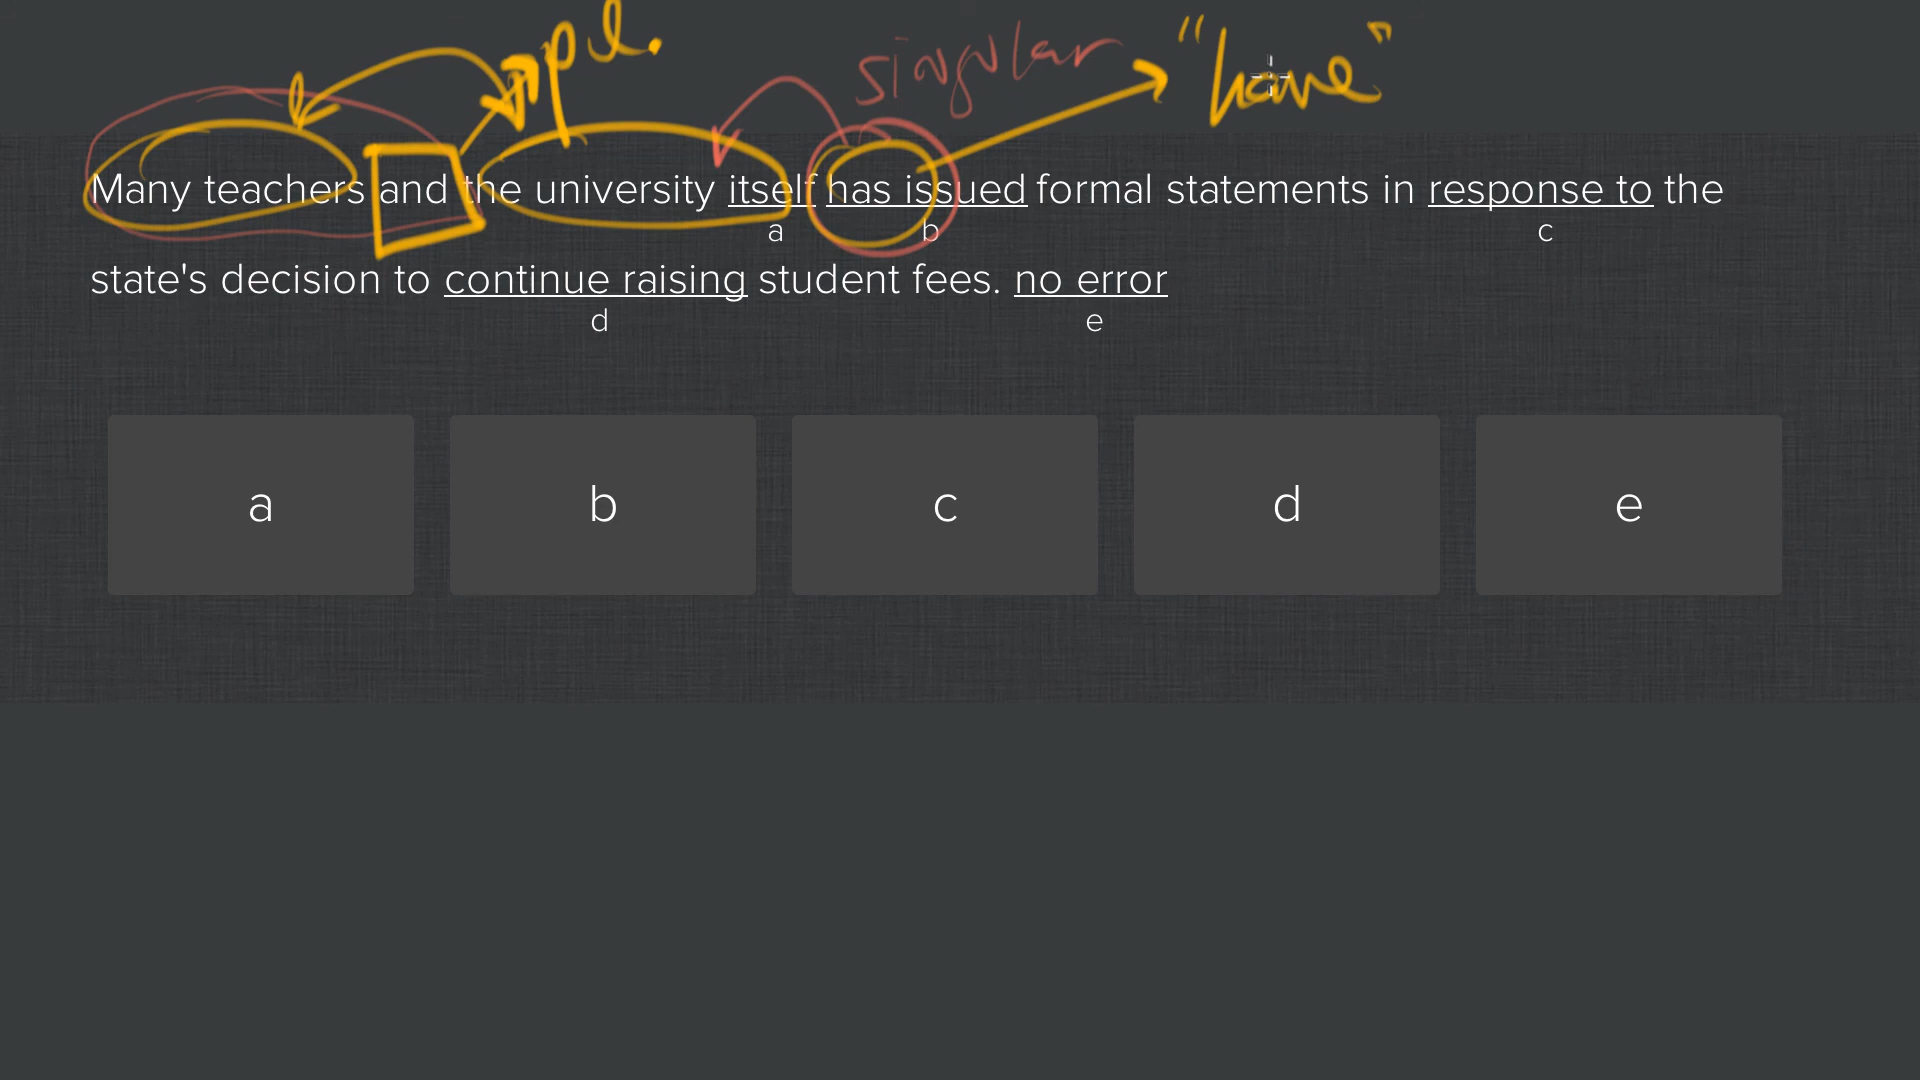 pl.
singular
"have"
Many teachers and the university itself has issued formal statements in response to the
a b c
state's decision to continue raising student fees. no error
d e
a b c d e